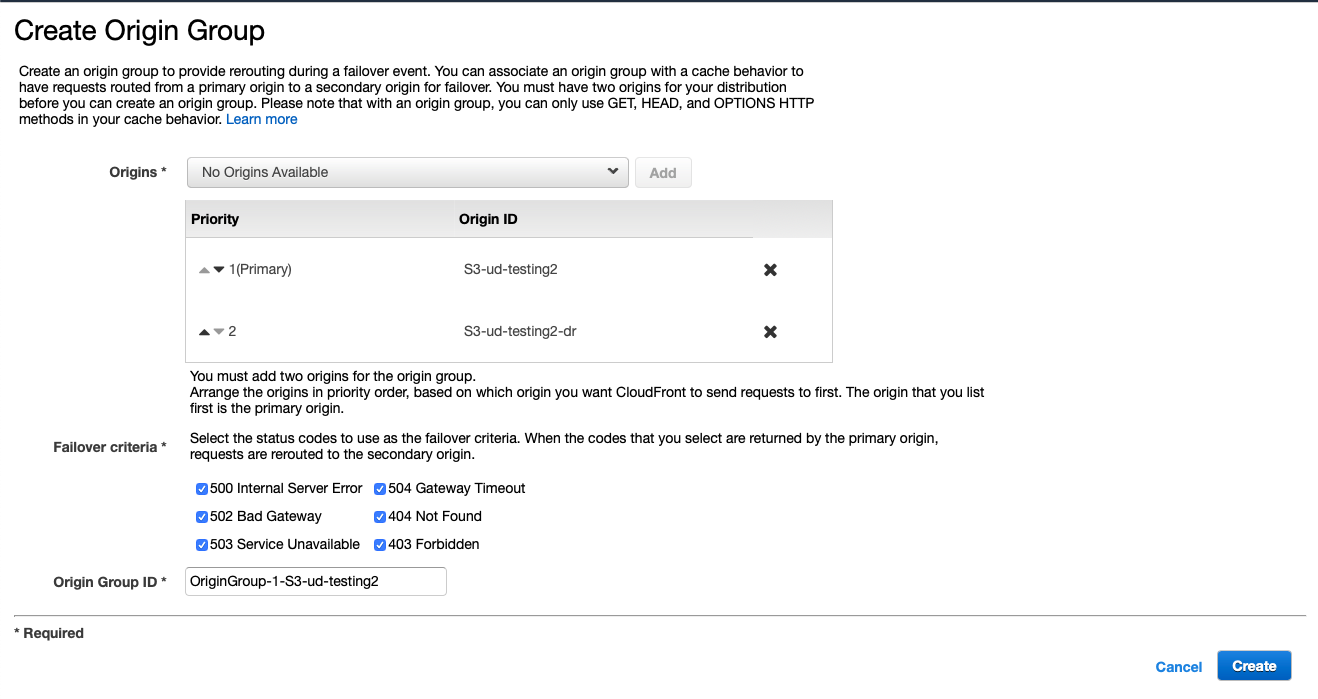 Create Origin Group
Create an origin group to provide rerouting during a failover event. You can associate an origin group with a cache behavior to
have requests routed from a primary origin to a secondary origin for failover. You must have two origins for your distribution
before you can create an origin group. Please note that with an origin group, you can only use GET, HEAD, and OPTIONS HTTP
methods in your cache behavior. Learn more
Origins * No Origins Available Add
Priority Origin ID
1(Primary) S3-ud-testing2
2 S3-ud-testing2-dr
You must add two origins for the origin group.
Arrange the origins in priority order, based on which origin you want CloudFront to send requests to first. The origin that you list
first is the primary origin.
Failover criteria * Select the status codes to use as the failover criteria. When the codes that you select are returned by the primary origin,
requests are rerouted to the secondary origin.
500 Internal Server Error 504 Gateway Timeout
502 Bad Gateway 404 Not Found
503 Service Unavailable 403 Forbidden
Origin Group ID * OriginGroup-1-S3-ud-testing2
* Required
Cancel Create